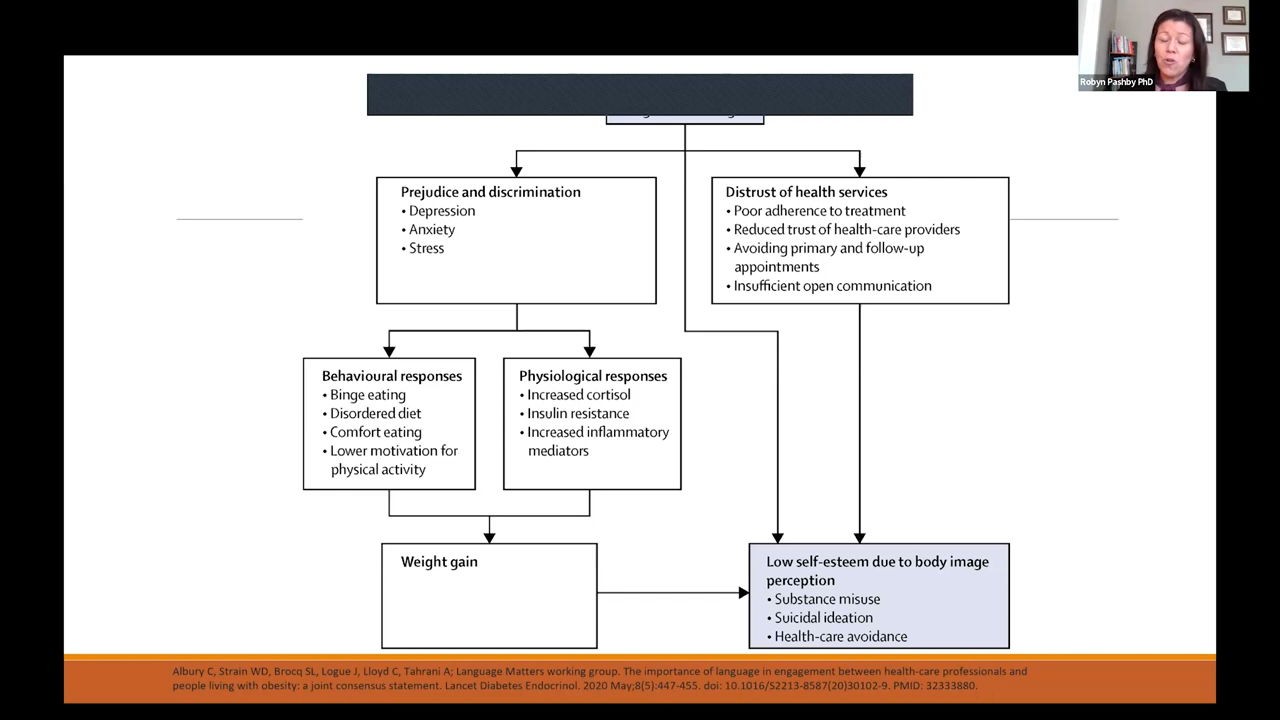 Robyn Pashby PhD
Prejudice and discrimination
• Depression
• Anxiety
• Stress
Distrust of health services
• Poor adherence to treatment
• Reduced trust of health-care providers
• Avoiding primary and follow-up
appointments
• Insufficient open communication
Behavioural responses
• Binge eating
• Disordered diet
• Comfort eating
• Lower motivation for
physical activity
Physiological responses
• Increased cortisol
• Insulin resistance
• Increased inflammatory
mediators
Weight gain
Low self-esteem due to body image
perception
• Substance misuse
• Suicidal ideation
• Health-care avoidance
Albury C, Strain WD, Brocq SL, Logue J, Lloyd C, Tahrani A; Language Matters working group. The importance of language in engagement between health-care professionals and
people living with obesity: a joint consensus statement. Lancet Diabetes Endocrinol. 2020 May;8(5):447-455. doi: 10.1016/S2213-8587(20)30102-9. PMID: 32333880.